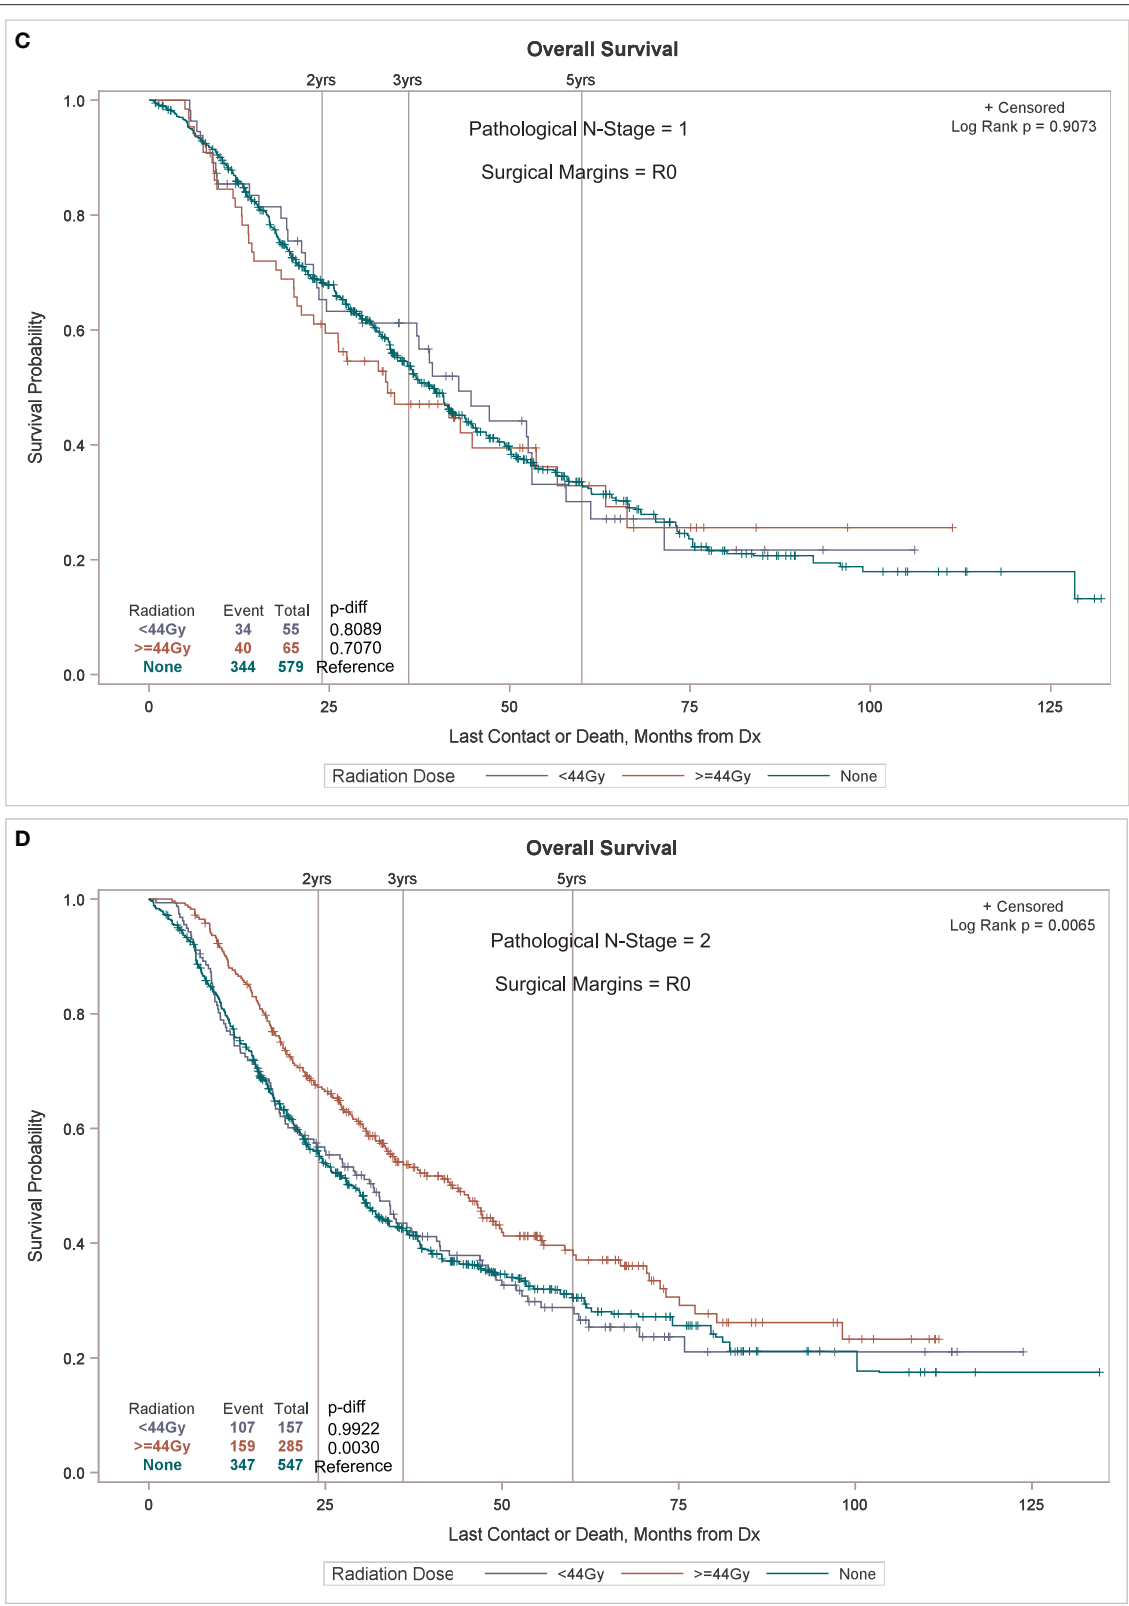 C
Overall Survival
2yrs 3yrs 5yrs
+ Censored
Log Rank p = 0.9073
Pathological N-Stage = 1
Surgical Margins = R0
1.0
0.8
0.6
0.4
0.2
0.0
Survival Probability
Radiation Event Total p-diff
<44Gy 34 55 0.8089
>=44Gy 40 65 0.7070
None 344 579 Reference
0 25 50 75 100 125
Last Contact or Death, Months from Dx
Radiation Dose <44Gy >=44Gy None
D
Overall Survival
2yrs 3yrs 5yrs
+ Censored
Log Rank p = 0.0065
Pathological N-Stage = 2
Surgical Margins = R0
1.0
0.8
0.6
0.4
0.2
0.0
Survival Probability
Radiation Event Total p-diff
<44Gy 107 157 0.9922
>=44Gy 159 285 0.0030
None 347 547 Reference
0 25 50 75 100 125
Last Contact or Death, Months from Dx
Radiation Dose <44Gy >=44Gy None